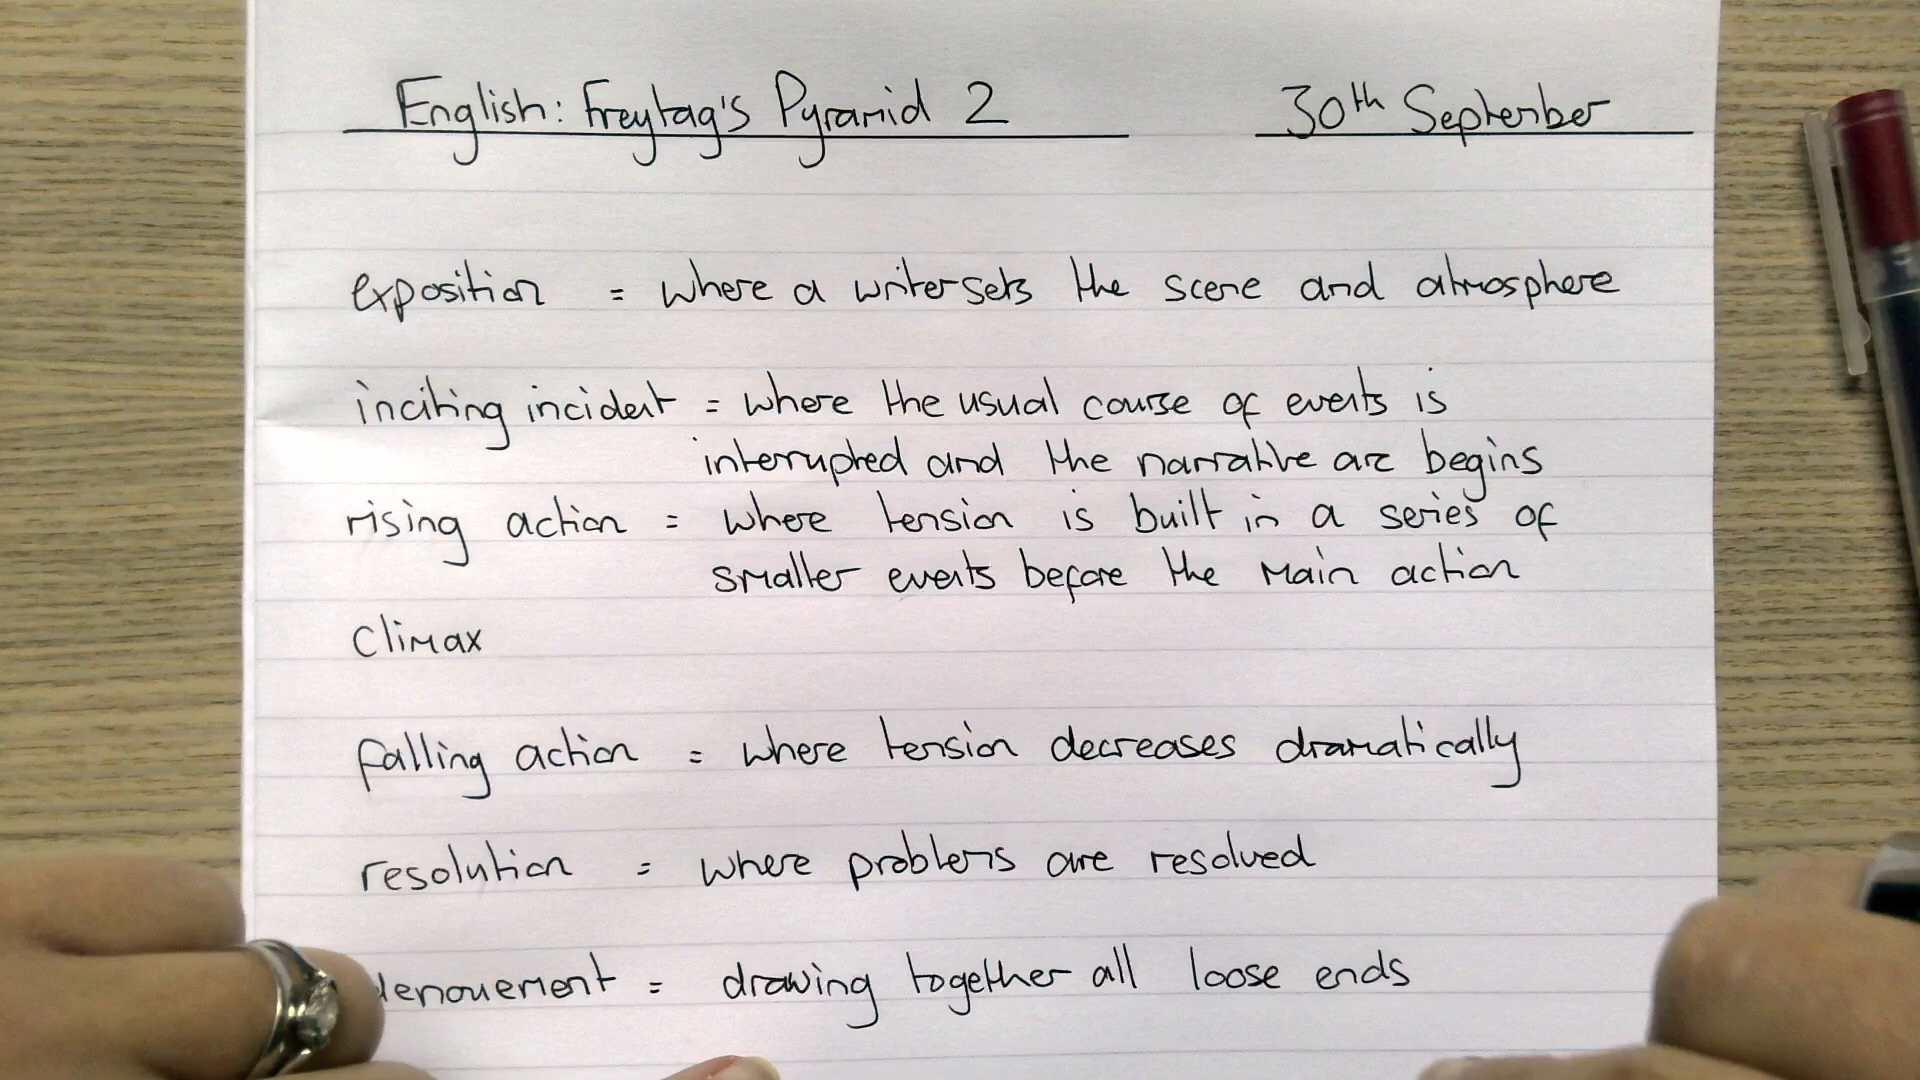 English: Freytag's Pyramid 2 30th September
exposition = where a writer sets the scene and atmosphere
inciting incident = where the usual course of events is
interrupted and the narrative arc begins
rising action = where tension is built in a series of
smaller events before the main action
Climax
falling action = where tension decreases dramatically
resolution = where problems are resolved
denouement = drawing together all loose ends